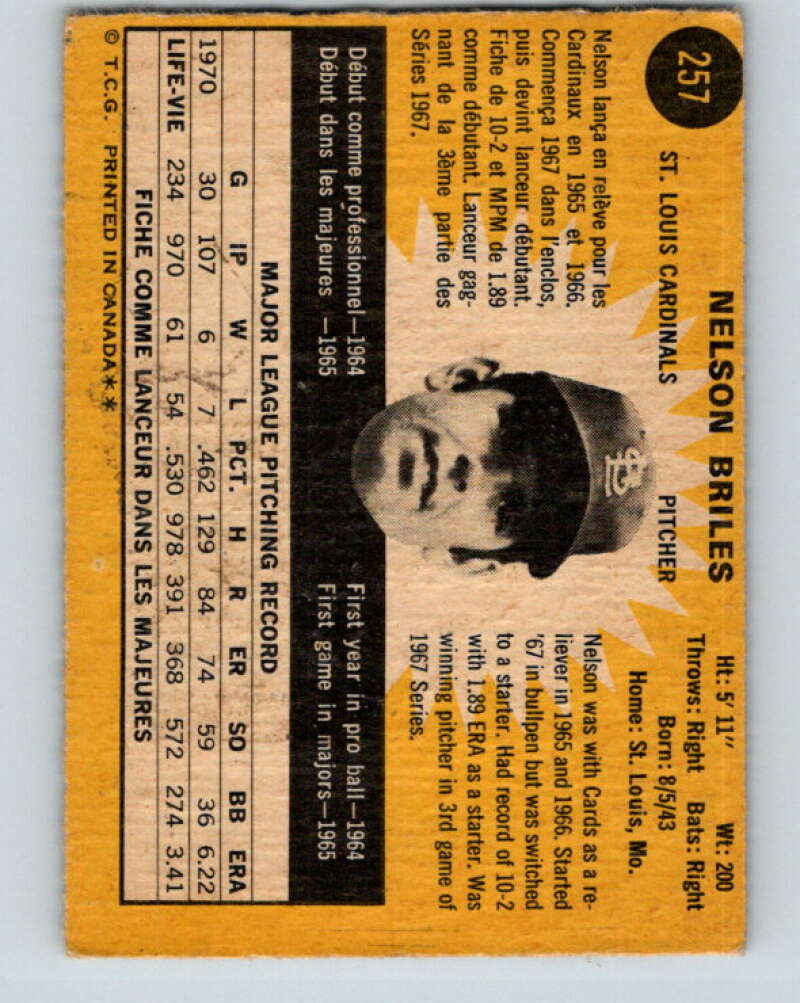 257
NELSON BRILES
ST. LOUIS CARDINALS PITCHER
Ht: 5' 11" Wt: 200
Throws: Right Bats: Right
Born: 8/5/43
Home: St. Louis, Mo.
Nelson lança en relève pour les
Cardinaux en 1965 et 1966.
Commença 1967 dans l'enclos,
puis devint lanceur débutant.
Fiche de 10-2 et MPM de 1.89
comme débutant. Lanceur gag-
nant de la 3ème partie des
Séries 1967.
StL
Nelson was with Cards as a re-
liever in 1965 and 1966. Started
'67 in bullpen but was switched
to a starter. Had record of 10-2
with 1.89 ERA as a starter. Was
winning pitcher in 3rd game of
1967 Series.
Début comme professionnel—1964
Début dans les majeures —1965
First year in pro ball—1964
First game in majors—1965
MAJOR LEAGUE PITCHING RECORD
G IP W L PCT. H R ER SO BB ERA
1970 30 107 6 7 .462 129 84 74 59 36 6.22
LIFE-VIE 234 970 61 54 .530 978 391 368 572 274 3.41
FICHE COMME LANCEUR DANS LES MAJEURES
© T.C.G. PRINTED IN CANADA**